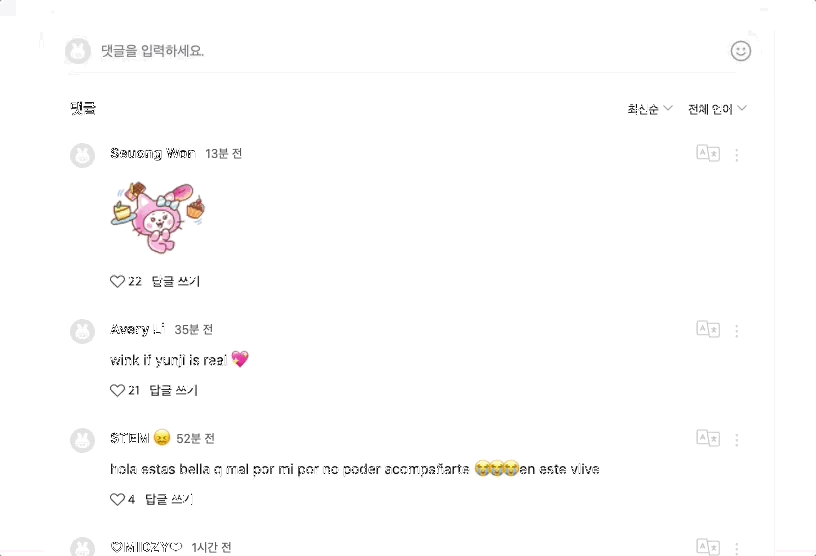 댓글을 입력하세요.
댓글
최신순 전체 언어
Seuong Won 13분 전
22 답글 쓰기
Avery Li 35분 전
wink if yunji is real 💖
21 답글 쓰기
STEM 😖 52분 전
hola estas bella q mal por mi por no poder acompañarte 😭😭😭en este vlive
4 답글 쓰기
♡MIICZY♡ 1시간 전